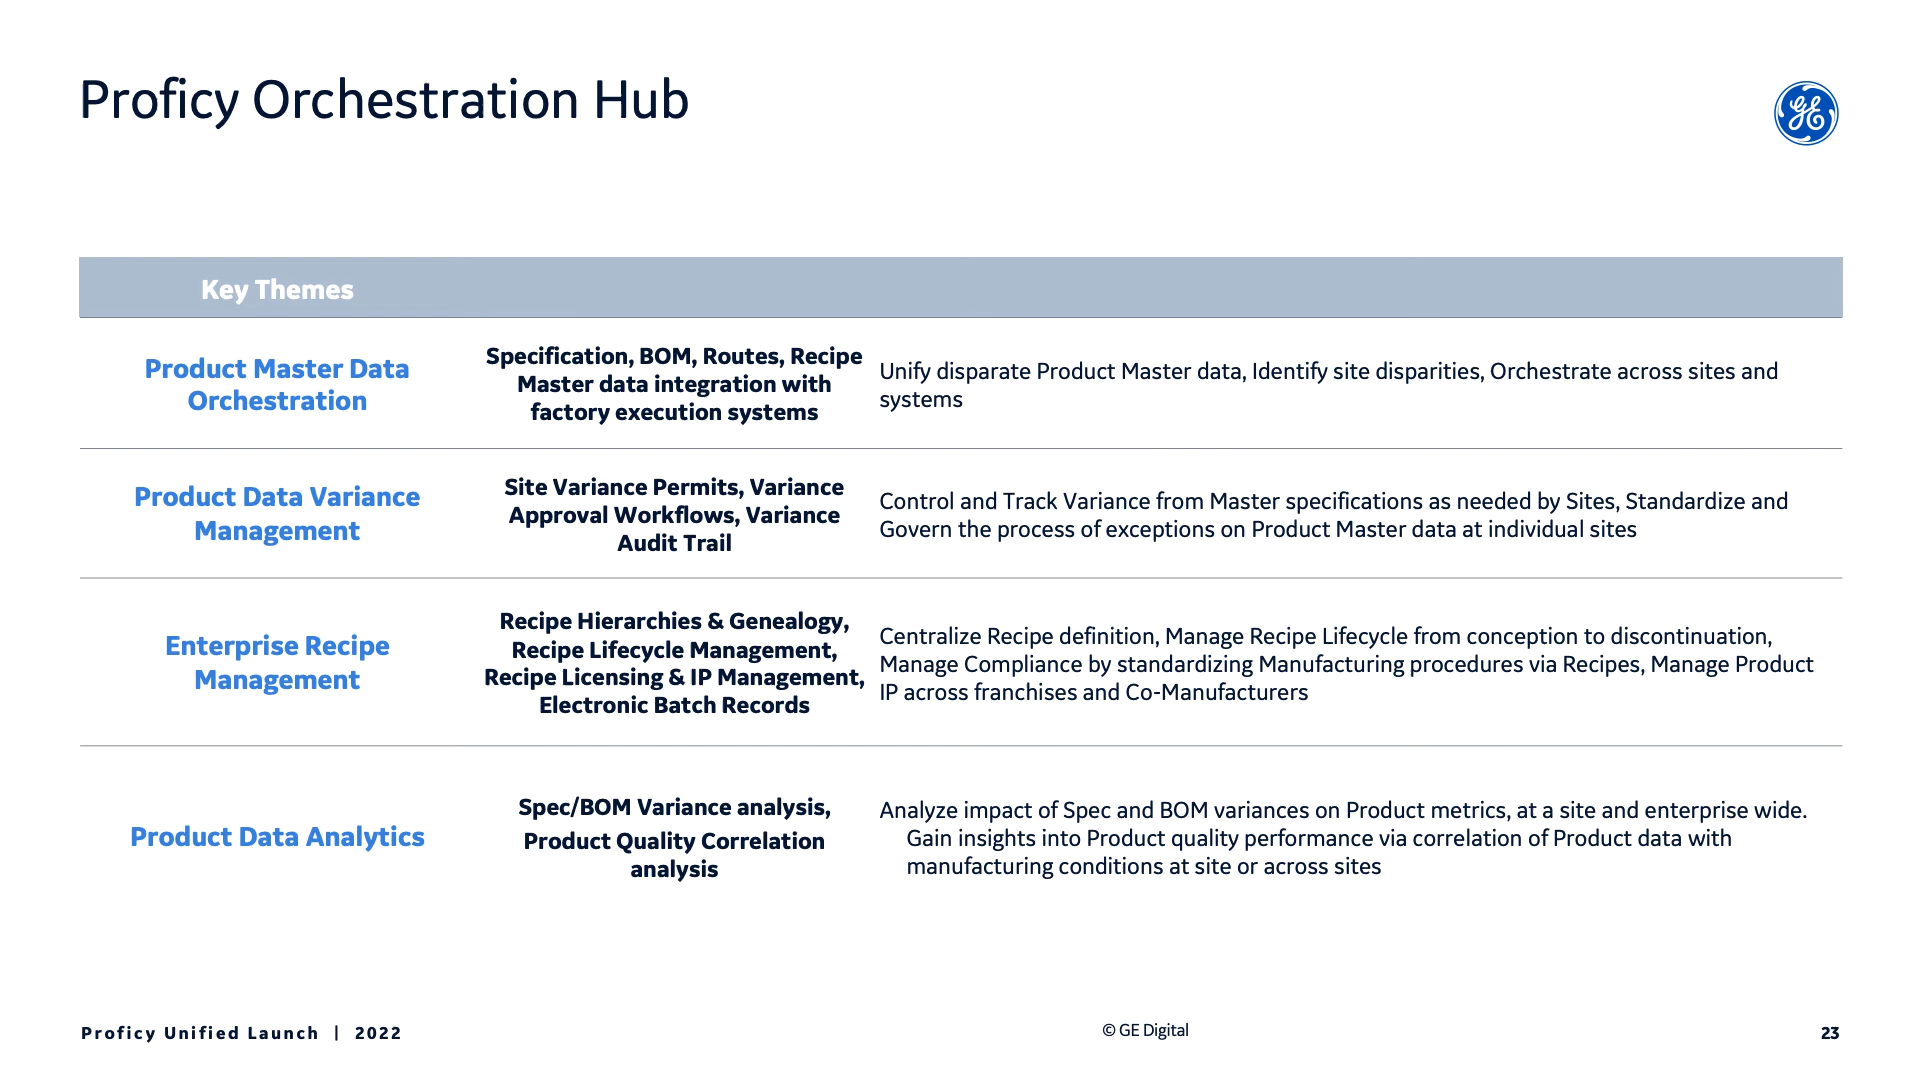 Proficy Orchestration Hub
GE
Key Themes
Product Master Data
Orchestration
Specification, BOM, Routes, Recipe
Master data integration with
factory execution systems
Unify disparate Product Master data, Identify site disparities, Orchestrate across sites and
systems
Product Data Variance
Management
Site Variance Permits, Variance
Approval Workflows, Variance
Audit Trail
Control and Track Variance from Master specifications as needed by Sites, Standardize and
Govern the process of exceptions on Product Master data at individual sites
Enterprise Recipe
Management
Recipe Hierarchies & Genealogy,
Recipe Lifecycle Management,
Recipe Licensing & IP Management,
Electronic Batch Records
Centralize Recipe definition, Manage Recipe Lifecycle from conception to discontinuation,
Manage Compliance by standardizing Manufacturing procedures via Recipes, Manage Product
IP across franchises and Co-Manufacturers
Product Data Analytics
Spec/BOM Variance analysis,
Product Quality Correlation
analysis
Analyze impact of Spec and BOM variances on Product metrics, at a site and enterprise wide.
Gain insights into Product quality performance via correlation of Product data with
manufacturing conditions at site or across sites
Proficy Unified Launch | 2022
© GE Digital
23